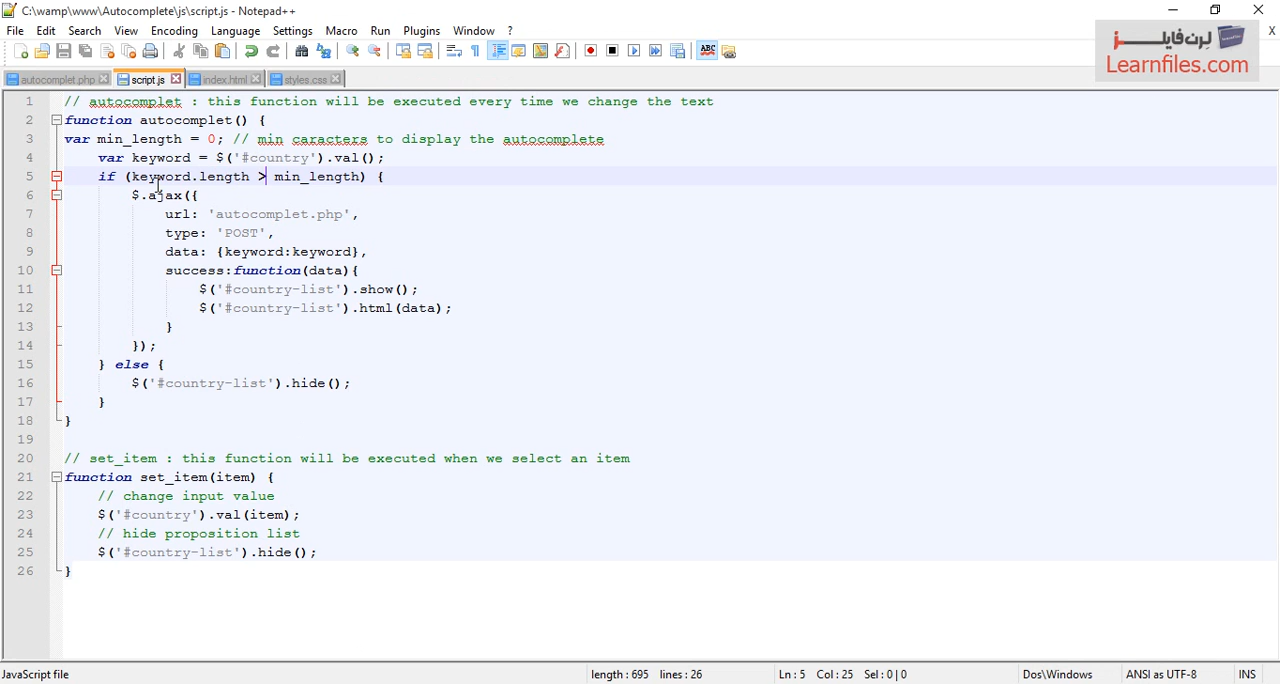 C:\wamp\www\Autocomplete\js\script.js - Notepad++
File Edit Search View Encoding Language Settings Macro Run Plugins Window ? X
لرن‌فایلز
Learnfiles.com
autocomplet.php script.js index.html styles.css
1 // autocomplet : this function will be executed every time we change the text
2 function autocomplet() {
3 var min_length = 0; // min caracters to display the autocomplete
4 var keyword = $('#country').val();
5 if (keyword.length > min_length) {
6 $.ajax({
7 url: 'autocomplet.php',
8 type: 'POST',
9 data: {keyword:keyword},
10 success:function(data){
11 $('#country-list').show();
12 $('#country-list').html(data);
13 }
14 });
15 } else {
16 $('#country-list').hide();
17 }
18 }
19
20 // set_item : this function will be executed when we select an item
21 function set_item(item) {
22 // change input value
23 $('#country').val(item);
24 // hide proposition list
25 $('#country-list').hide();
26 }
JavaScript file length : 695 lines : 26 Ln : 5 Col : 25 Sel : 0 | 0 Dos\Windows ANSI as UTF-8 INS